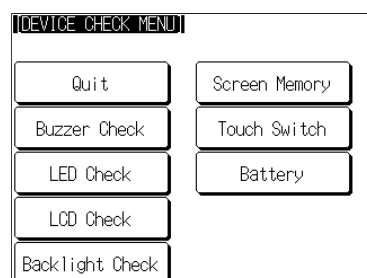 [DEVICE CHECK MENU]
Quit
Screen Memory
Buzzer Check
Touch Switch
LED Check
Battery
LCD Check
Backlight Check